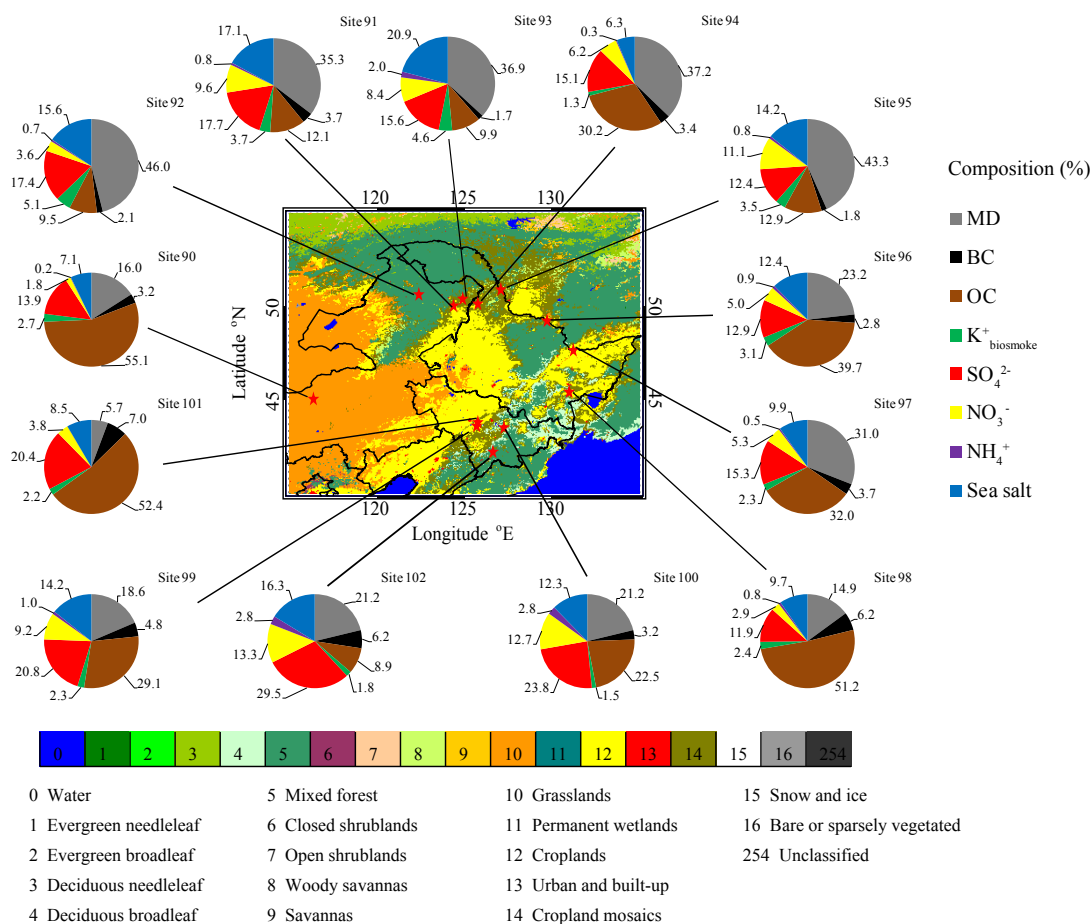 Site 91
17.1
35.3
0.8
9.6
17.7
3.7
12.1
3.7
Site 93
20.9
36.9
2.0
8.4
15.6
4.6
9.9
1.7
Site 94
6.3
0.3
37.2
6.2
15.1
1.3
30.2
3.4
Site 92
15.6
0.7
3.6
46.0
17.4
5.1
9.5
2.1
Site 95
14.2
0.8
11.1
43.3
12.4
3.5
12.9
1.8
Site 90
7.1
0.2
1.8
16.0
13.9
3.2
2.7
55.1
Site 96
12.4
0.9
23.2
5.0
12.9
2.8
3.1
39.7
Site 101
8.5
5.7
3.8
7.0
20.4
2.2
52.4
Site 97
9.9
0.5
5.3
31.0
15.3
2.3
3.7
32.0
Site 99
14.2
18.6
1.0
9.2
4.8
20.8
2.3
29.1
Site 102
16.3
21.2
2.8
13.3
6.2
8.9
29.5
1.8
Site 100
12.3
21.2
2.8
12.7
3.2
23.8
22.5
1.5
Site 98
9.7
14.9
0.8
2.9
6.2
11.9
2.4
51.2
120 125 130
50 50
45 45
120 125 130
Latitude °N
Longitude °E
Composition (%)
MD
BC
OC
K⁺biosmoke
SO₄²⁻
NO₃⁻
NH₄⁺
Sea salt
0 1 2 3 4 5 6 7 8 9 10 11 12 13 14 15 16 254
0 Water
1 Evergreen needleleaf
2 Evergreen broadleaf
3 Deciduous needleleaf
4 Deciduous broadleaf
5 Mixed forest
6 Closed shrublands
7 Open shrublands
8 Woody savannas
9 Savannas
10 Grasslands
11 Permanent wetlands
12 Croplands
13 Urban and built-up
14 Cropland mosaics
15 Snow and ice
16 Bare or sparsely vegetated
254 Unclassified